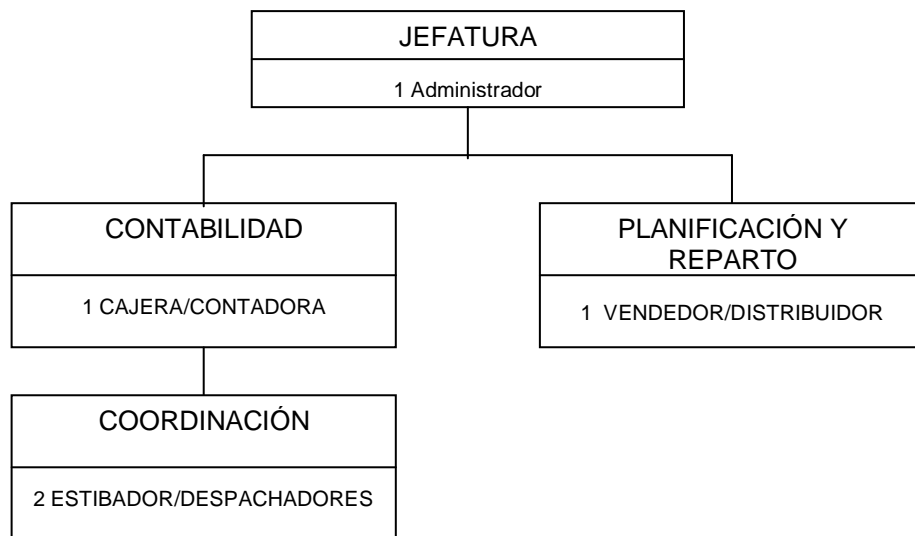 JEFATURA
1 Administrador
CONTABILIDAD
1 CAJERA/CONTADORA
PLANIFICACIÓN Y
REPARTO
1 VENDEDOR/DISTRIBUIDOR
COORDINACIÓN
2 ESTIBADOR/DESPACHADORES